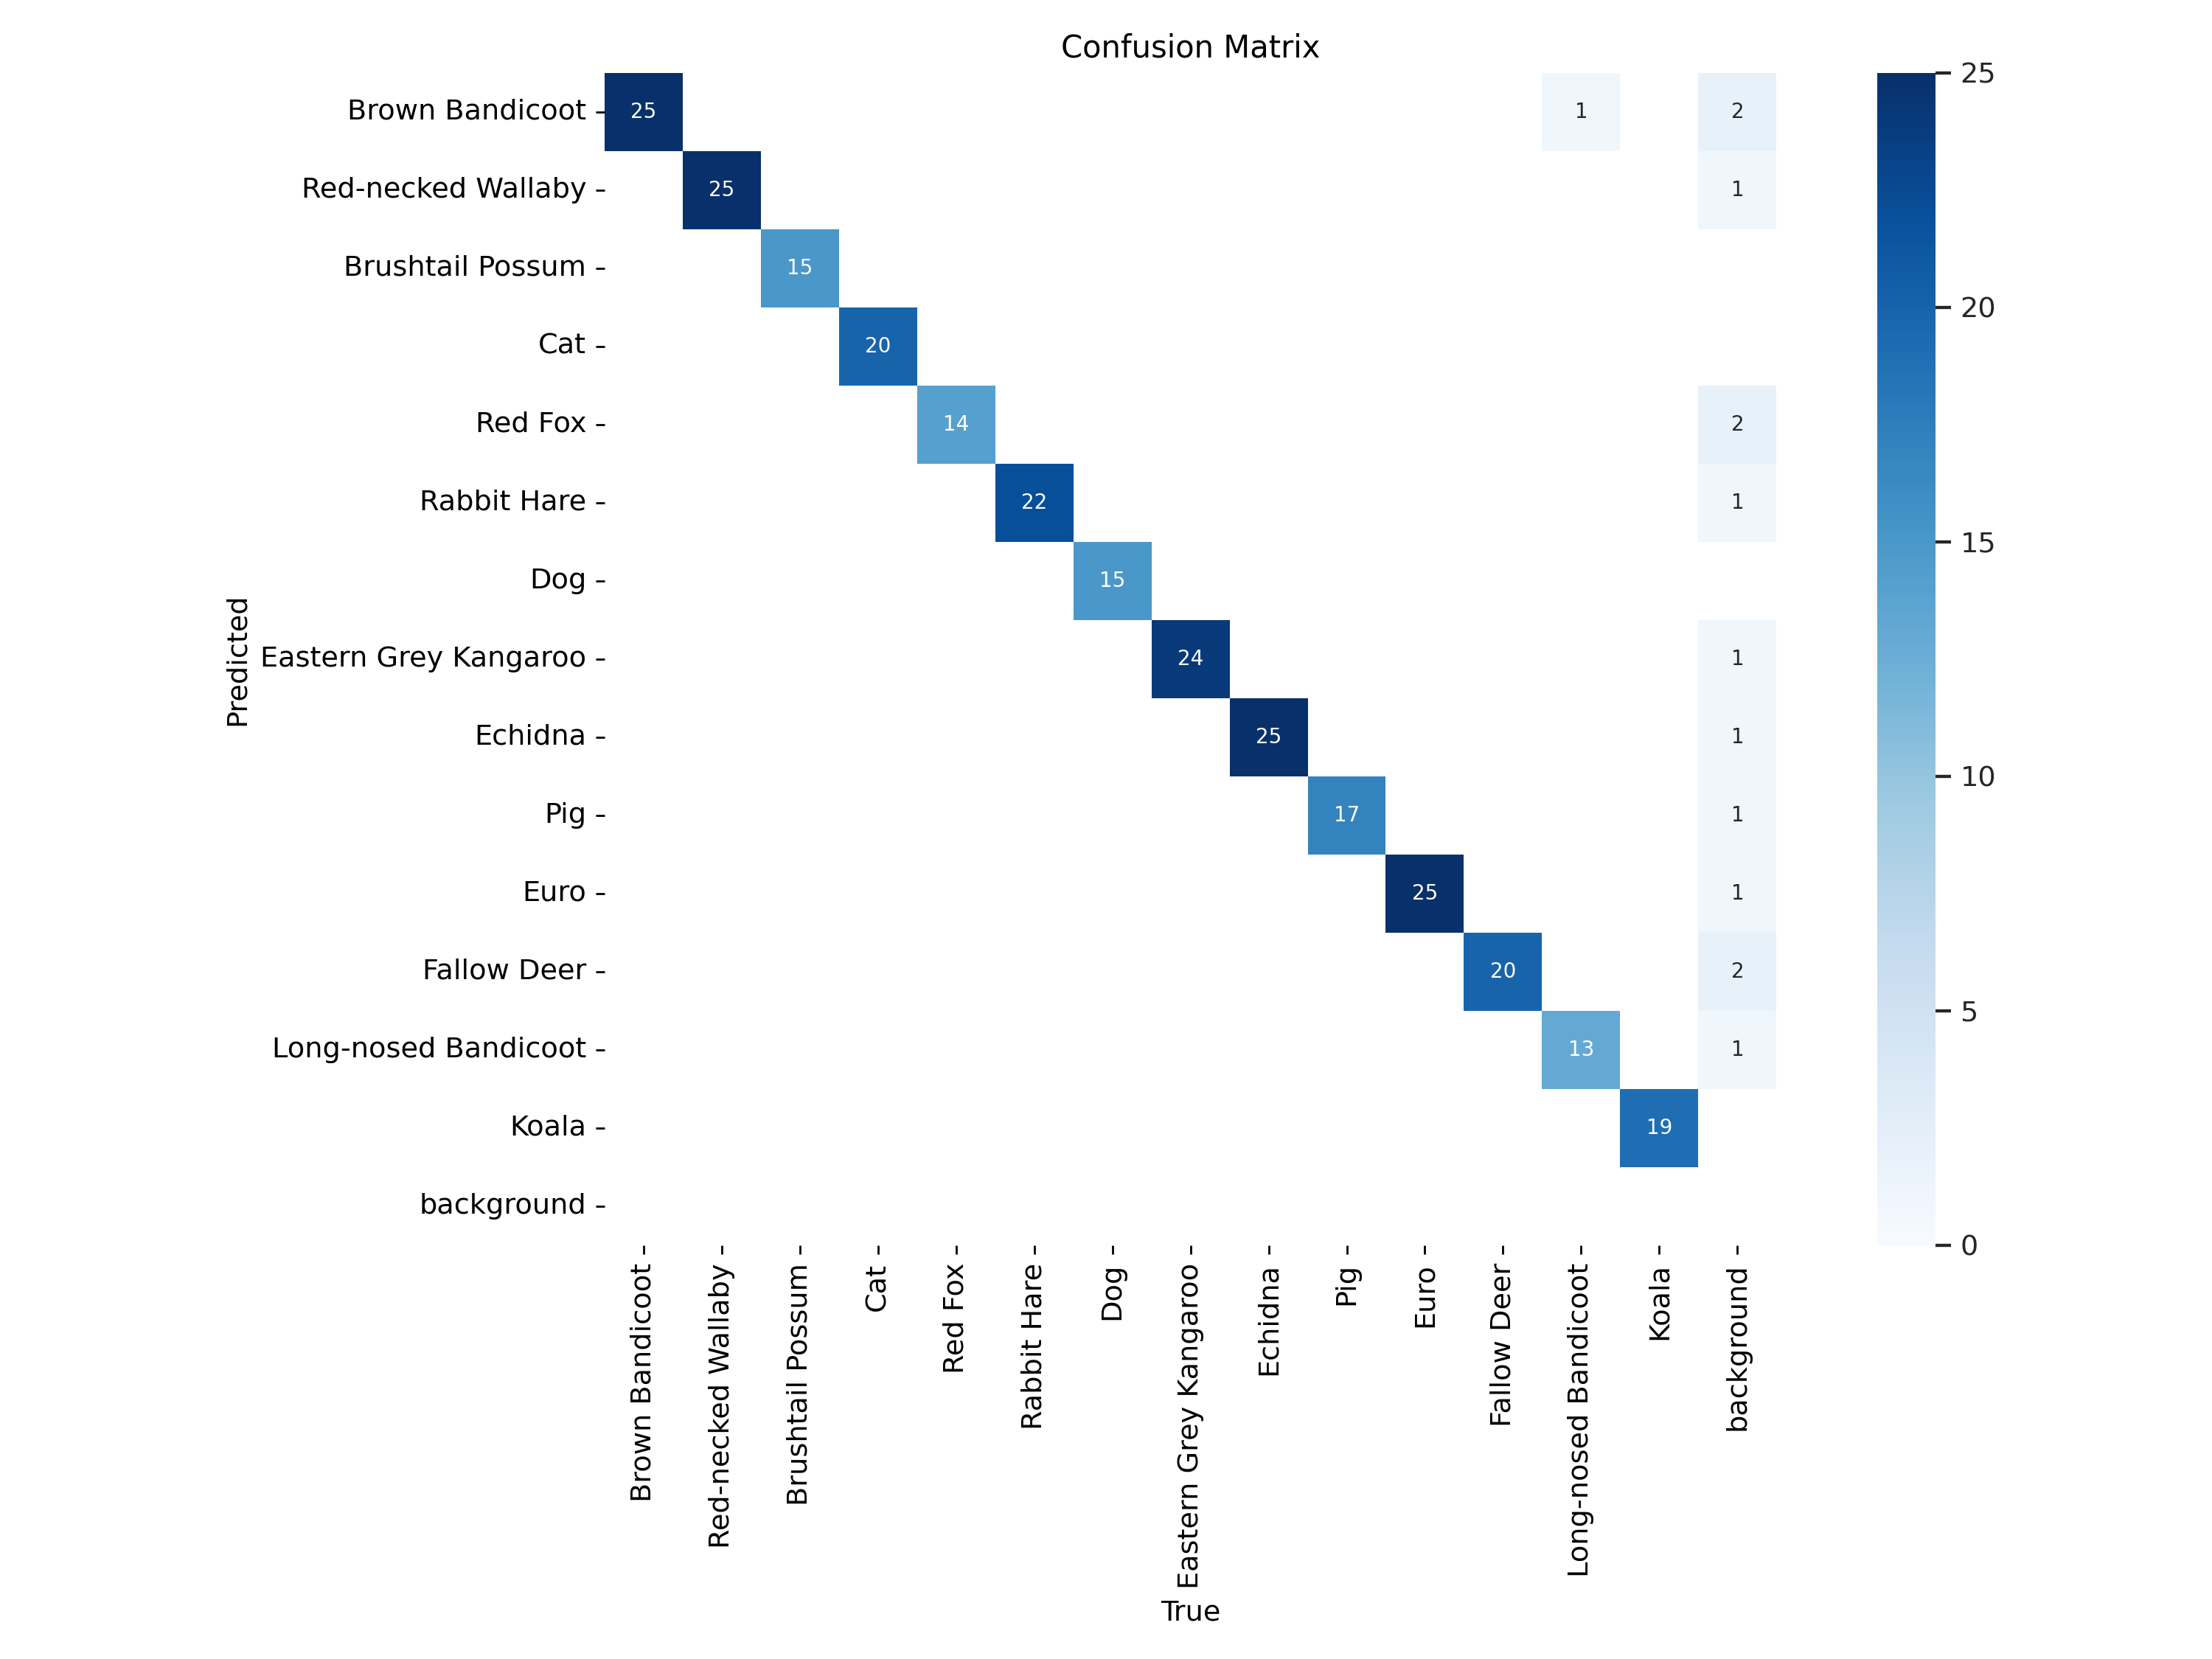 Confusion Matrix
Predicted
Brown Bandicoot 25 1 2
Red-necked Wallaby 25 1
Brushtail Possum 15
Cat 20
Red Fox 14 2
Rabbit Hare 22 1
Dog 15
Eastern Grey Kangaroo 24 1
Echidna 25 1
Pig 17 1
Euro 25 1
Fallow Deer 20 2
Long-nosed Bandicoot 13 1
Koala 19
background
Brown Bandicoot
Red-necked Wallaby
Brushtail Possum
Cat
Red Fox
Rabbit Hare
Dog
Eastern Grey Kangaroo
Echidna
Pig
Euro
Fallow Deer
Long-nosed Bandicoot
Koala
background
True
25
20
15
10
5
0